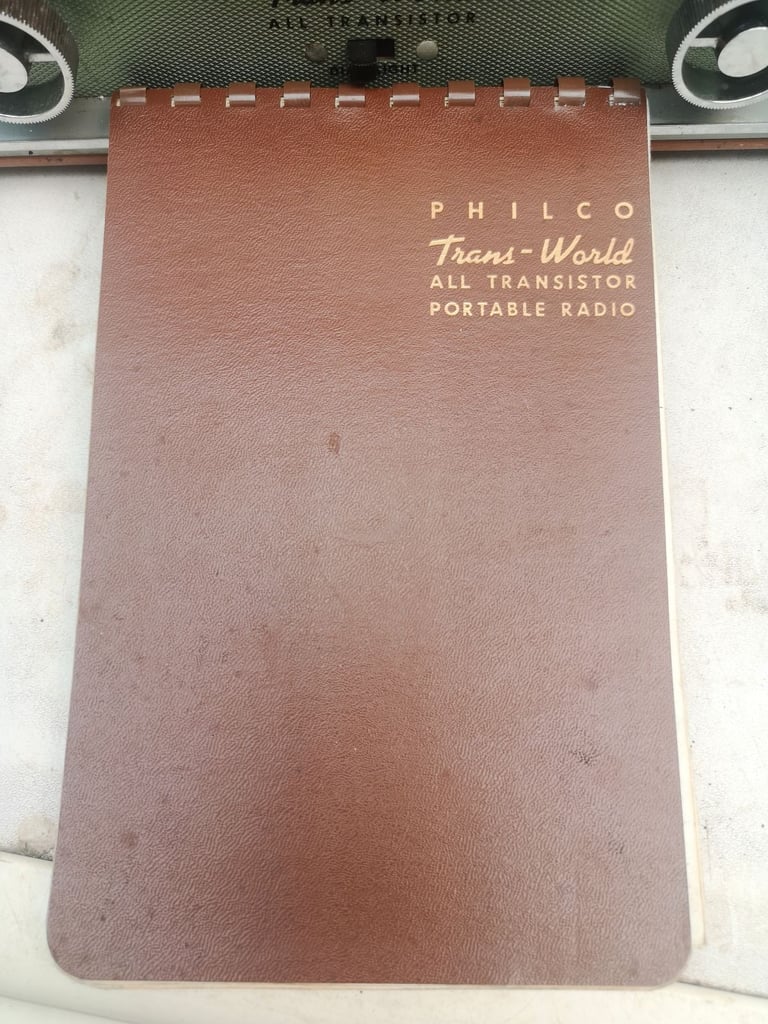 ALL TRANSISTOR
PHILCO
Trans-World
ALL TRANSISTOR
PORTABLE RADIO